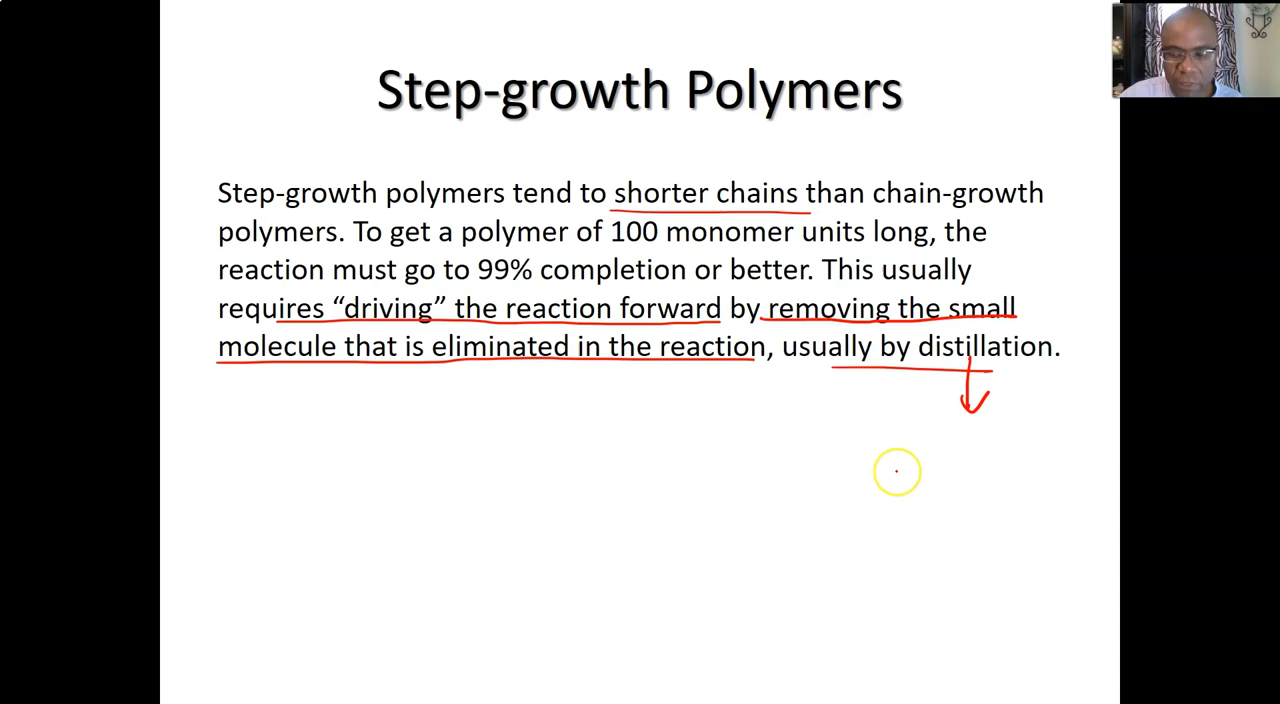 Step-growth Polymers
Step-growth polymers tend to shorter chains than chain-growth
polymers. To get a polymer of 100 monomer units long, the
reaction must go to 99% completion or better. This usually
requires “driving” the reaction forward by removing the small
molecule that is eliminated in the reaction, usually by distillation.